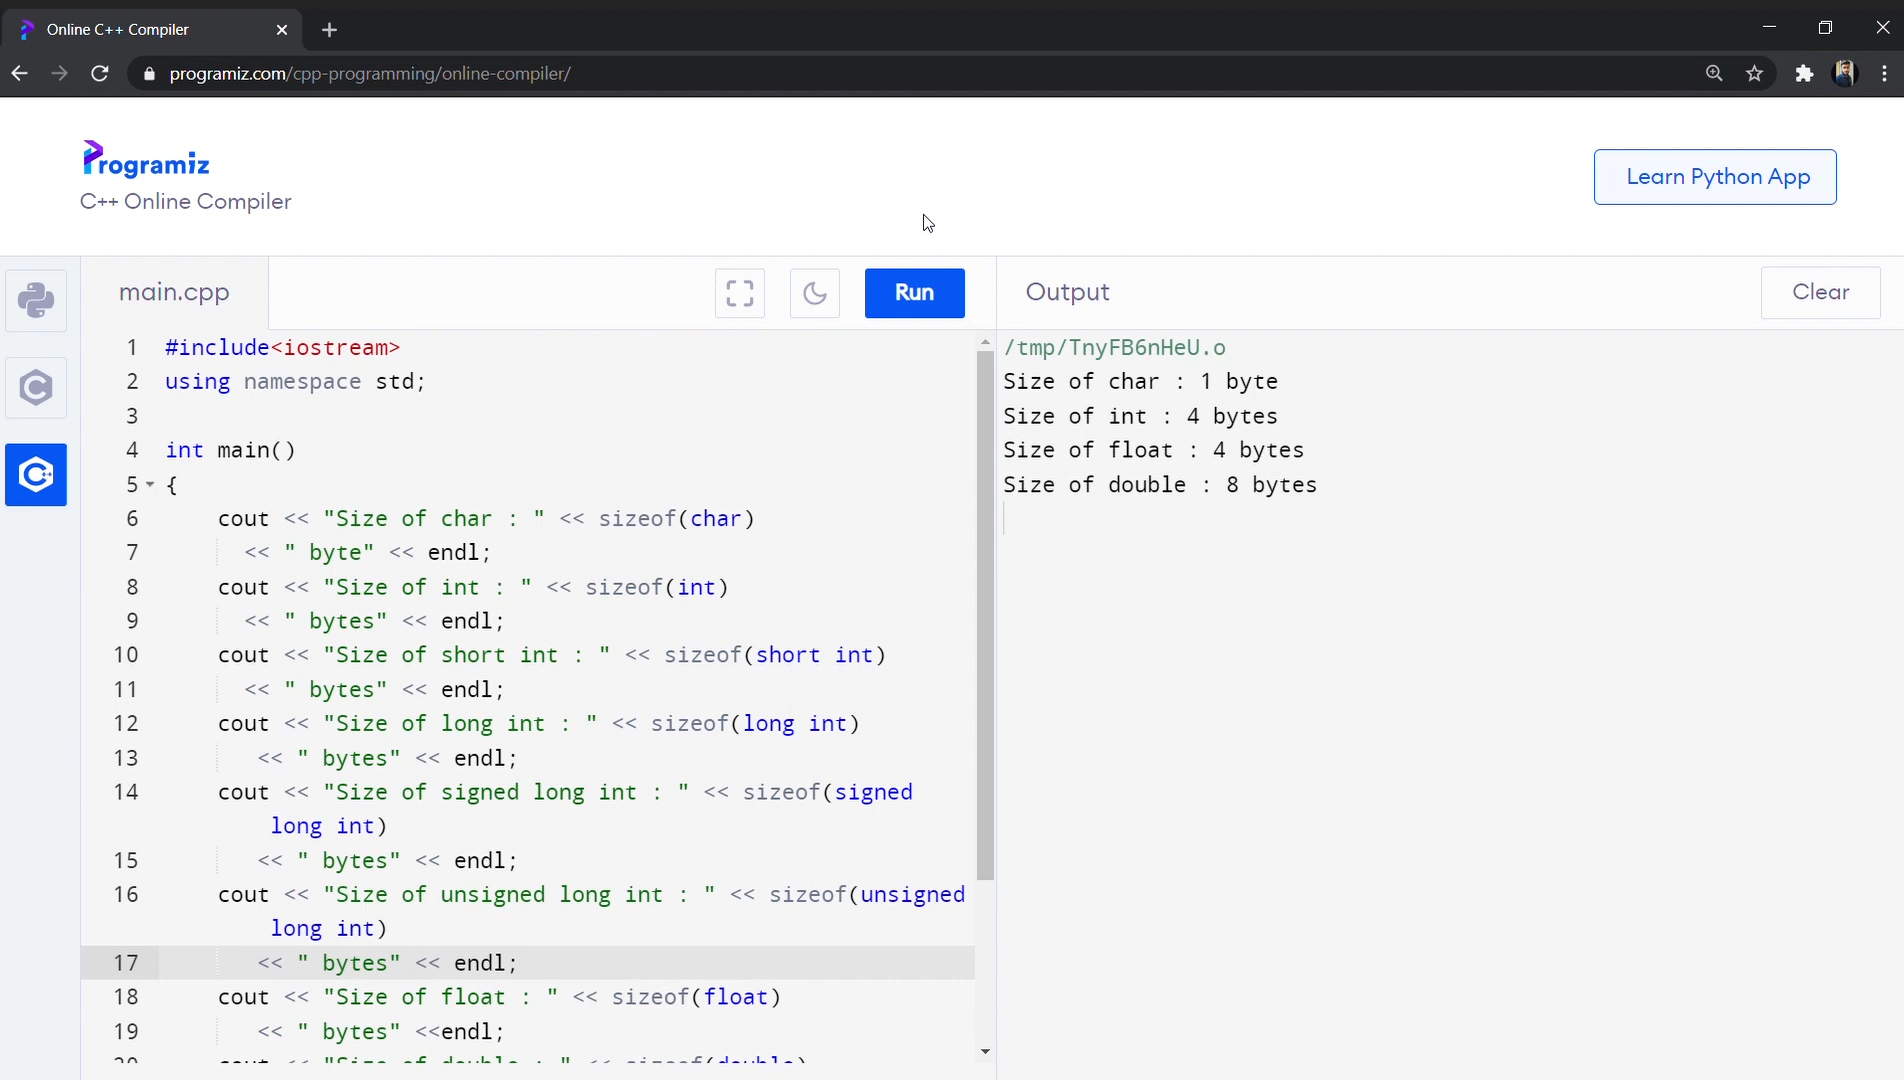 Online C++ Compiler
programiz.com/cpp-programming/online-compiler/
Programiz
C++ Online Compiler
Learn Python App
main.cpp
Run
Output
Clear
1 #include<iostream>
2 using namespace std;
3
4 int main()
5 {
6 cout << "Size of char : " << sizeof(char)
7 << " byte" << endl;
8 cout << "Size of int : " << sizeof(int)
9 << " bytes" << endl;
10 cout << "Size of short int : " << sizeof(short int)
11 << " bytes" << endl;
12 cout << "Size of long int : " << sizeof(long int)
13 << " bytes" << endl;
14 cout << "Size of signed long int : " << sizeof(signed
long int)
15 << " bytes" << endl;
16 cout << "Size of unsigned long int : " << sizeof(unsigned
long int)
17 << " bytes" << endl;
18 cout << "Size of float : " << sizeof(float)
19 << " bytes" <<endl;
20 cout << "Size of double : " << sizeof(double)
/tmp/TnyFB6nHeU.o
Size of char : 1 byte
Size of int : 4 bytes
Size of float : 4 bytes
Size of double : 8 bytes